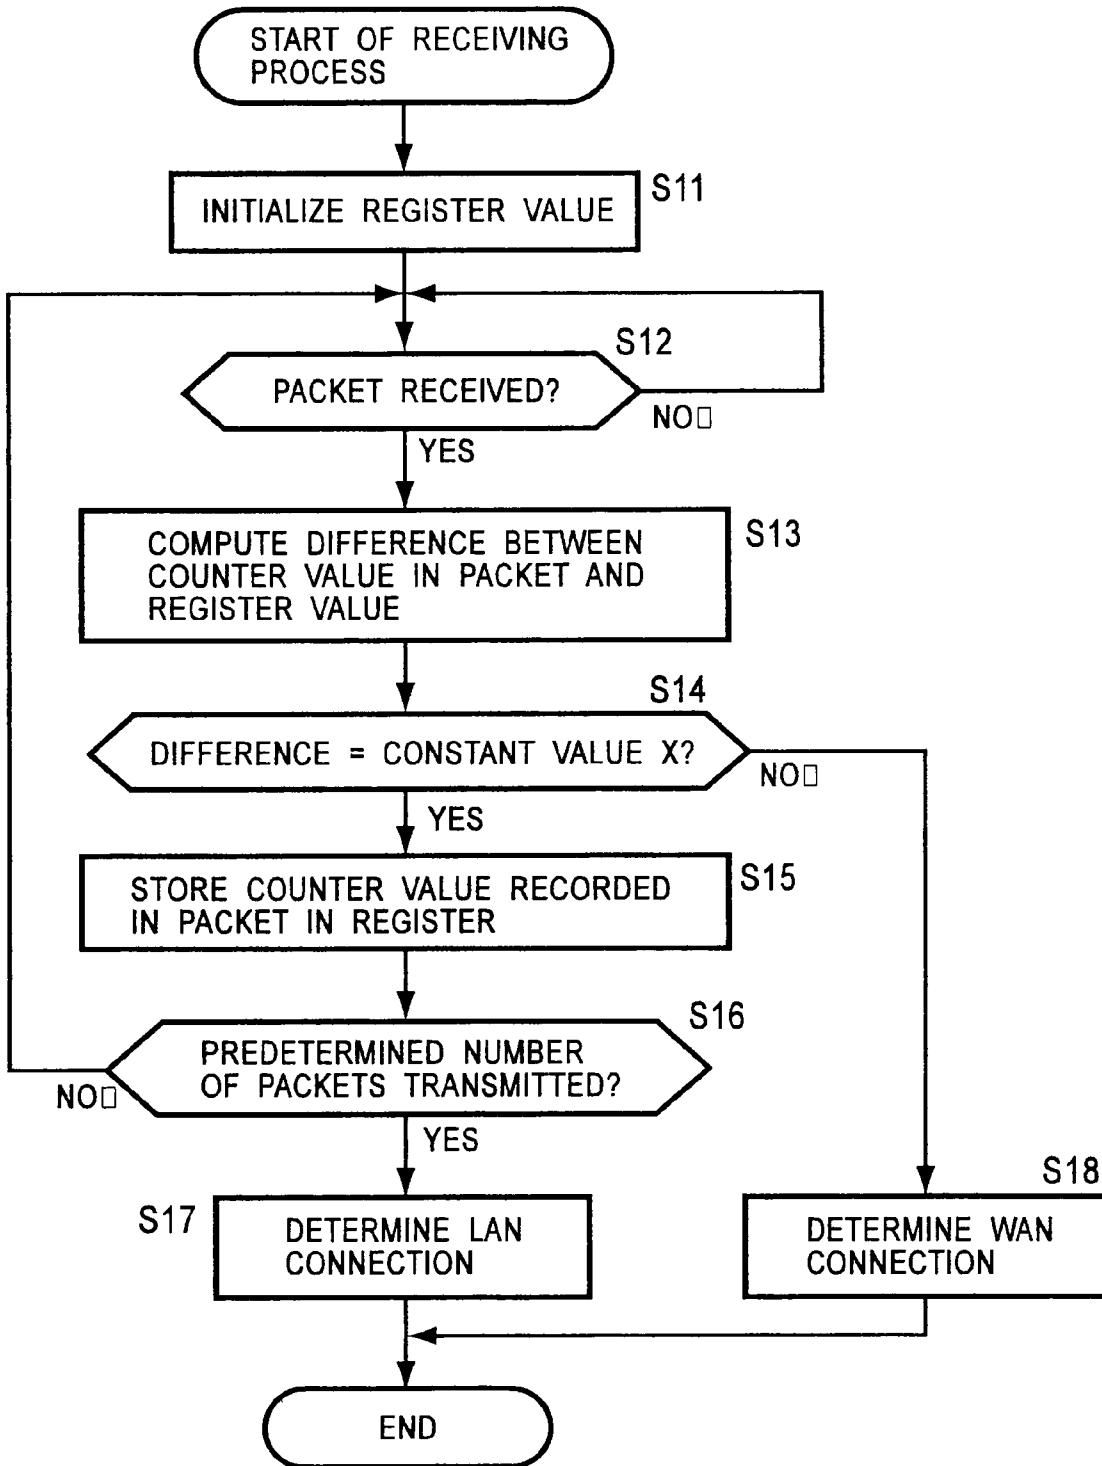 START OF RECEIVING
PROCESS
S11
INITIALIZE REGISTER VALUE
S12
PACKET RECEIVED?
NO□
YES
S13
COMPUTE DIFFERENCE BETWEEN
COUNTER VALUE IN PACKET AND
REGISTER VALUE
S14
DIFFERENCE = CONSTANT VALUE X?
NO□
YES
S15
STORE COUNTER VALUE RECORDED
IN PACKET IN REGISTER
S16
PREDETERMINED NUMBER
OF PACKETS TRANSMITTED?
NO□
YES
S17
DETERMINE LAN
CONNECTION
S18
DETERMINE WAN
CONNECTION
END